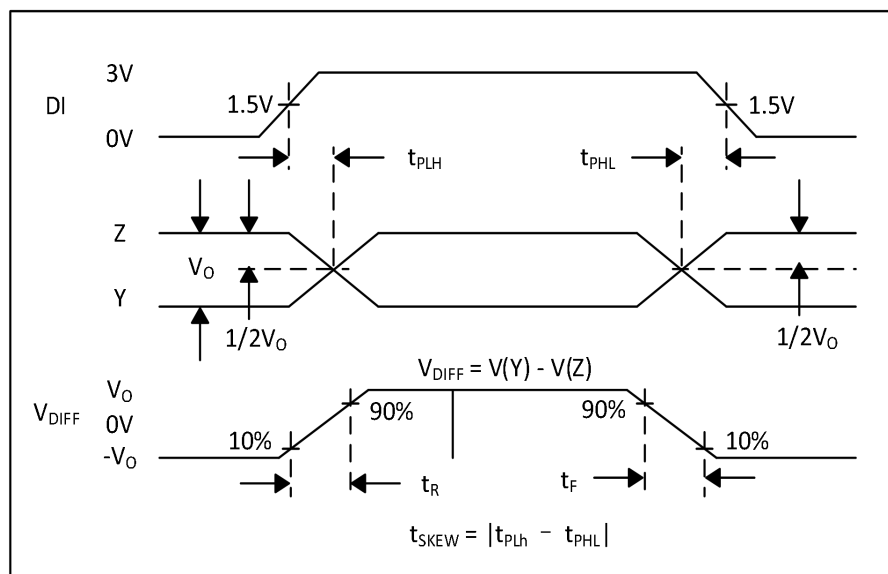 3V
DI
1.5V
1.5V
0V
tPLH
tPHL
Z
VO
Y
1/2VO
1/2VO
VDIFF = V(Y) - V(Z)
VO
VDIFF
0V
90%
90%
10%
10%
-VO
tR
tF
tSKEW = |tPLh - tPHL|